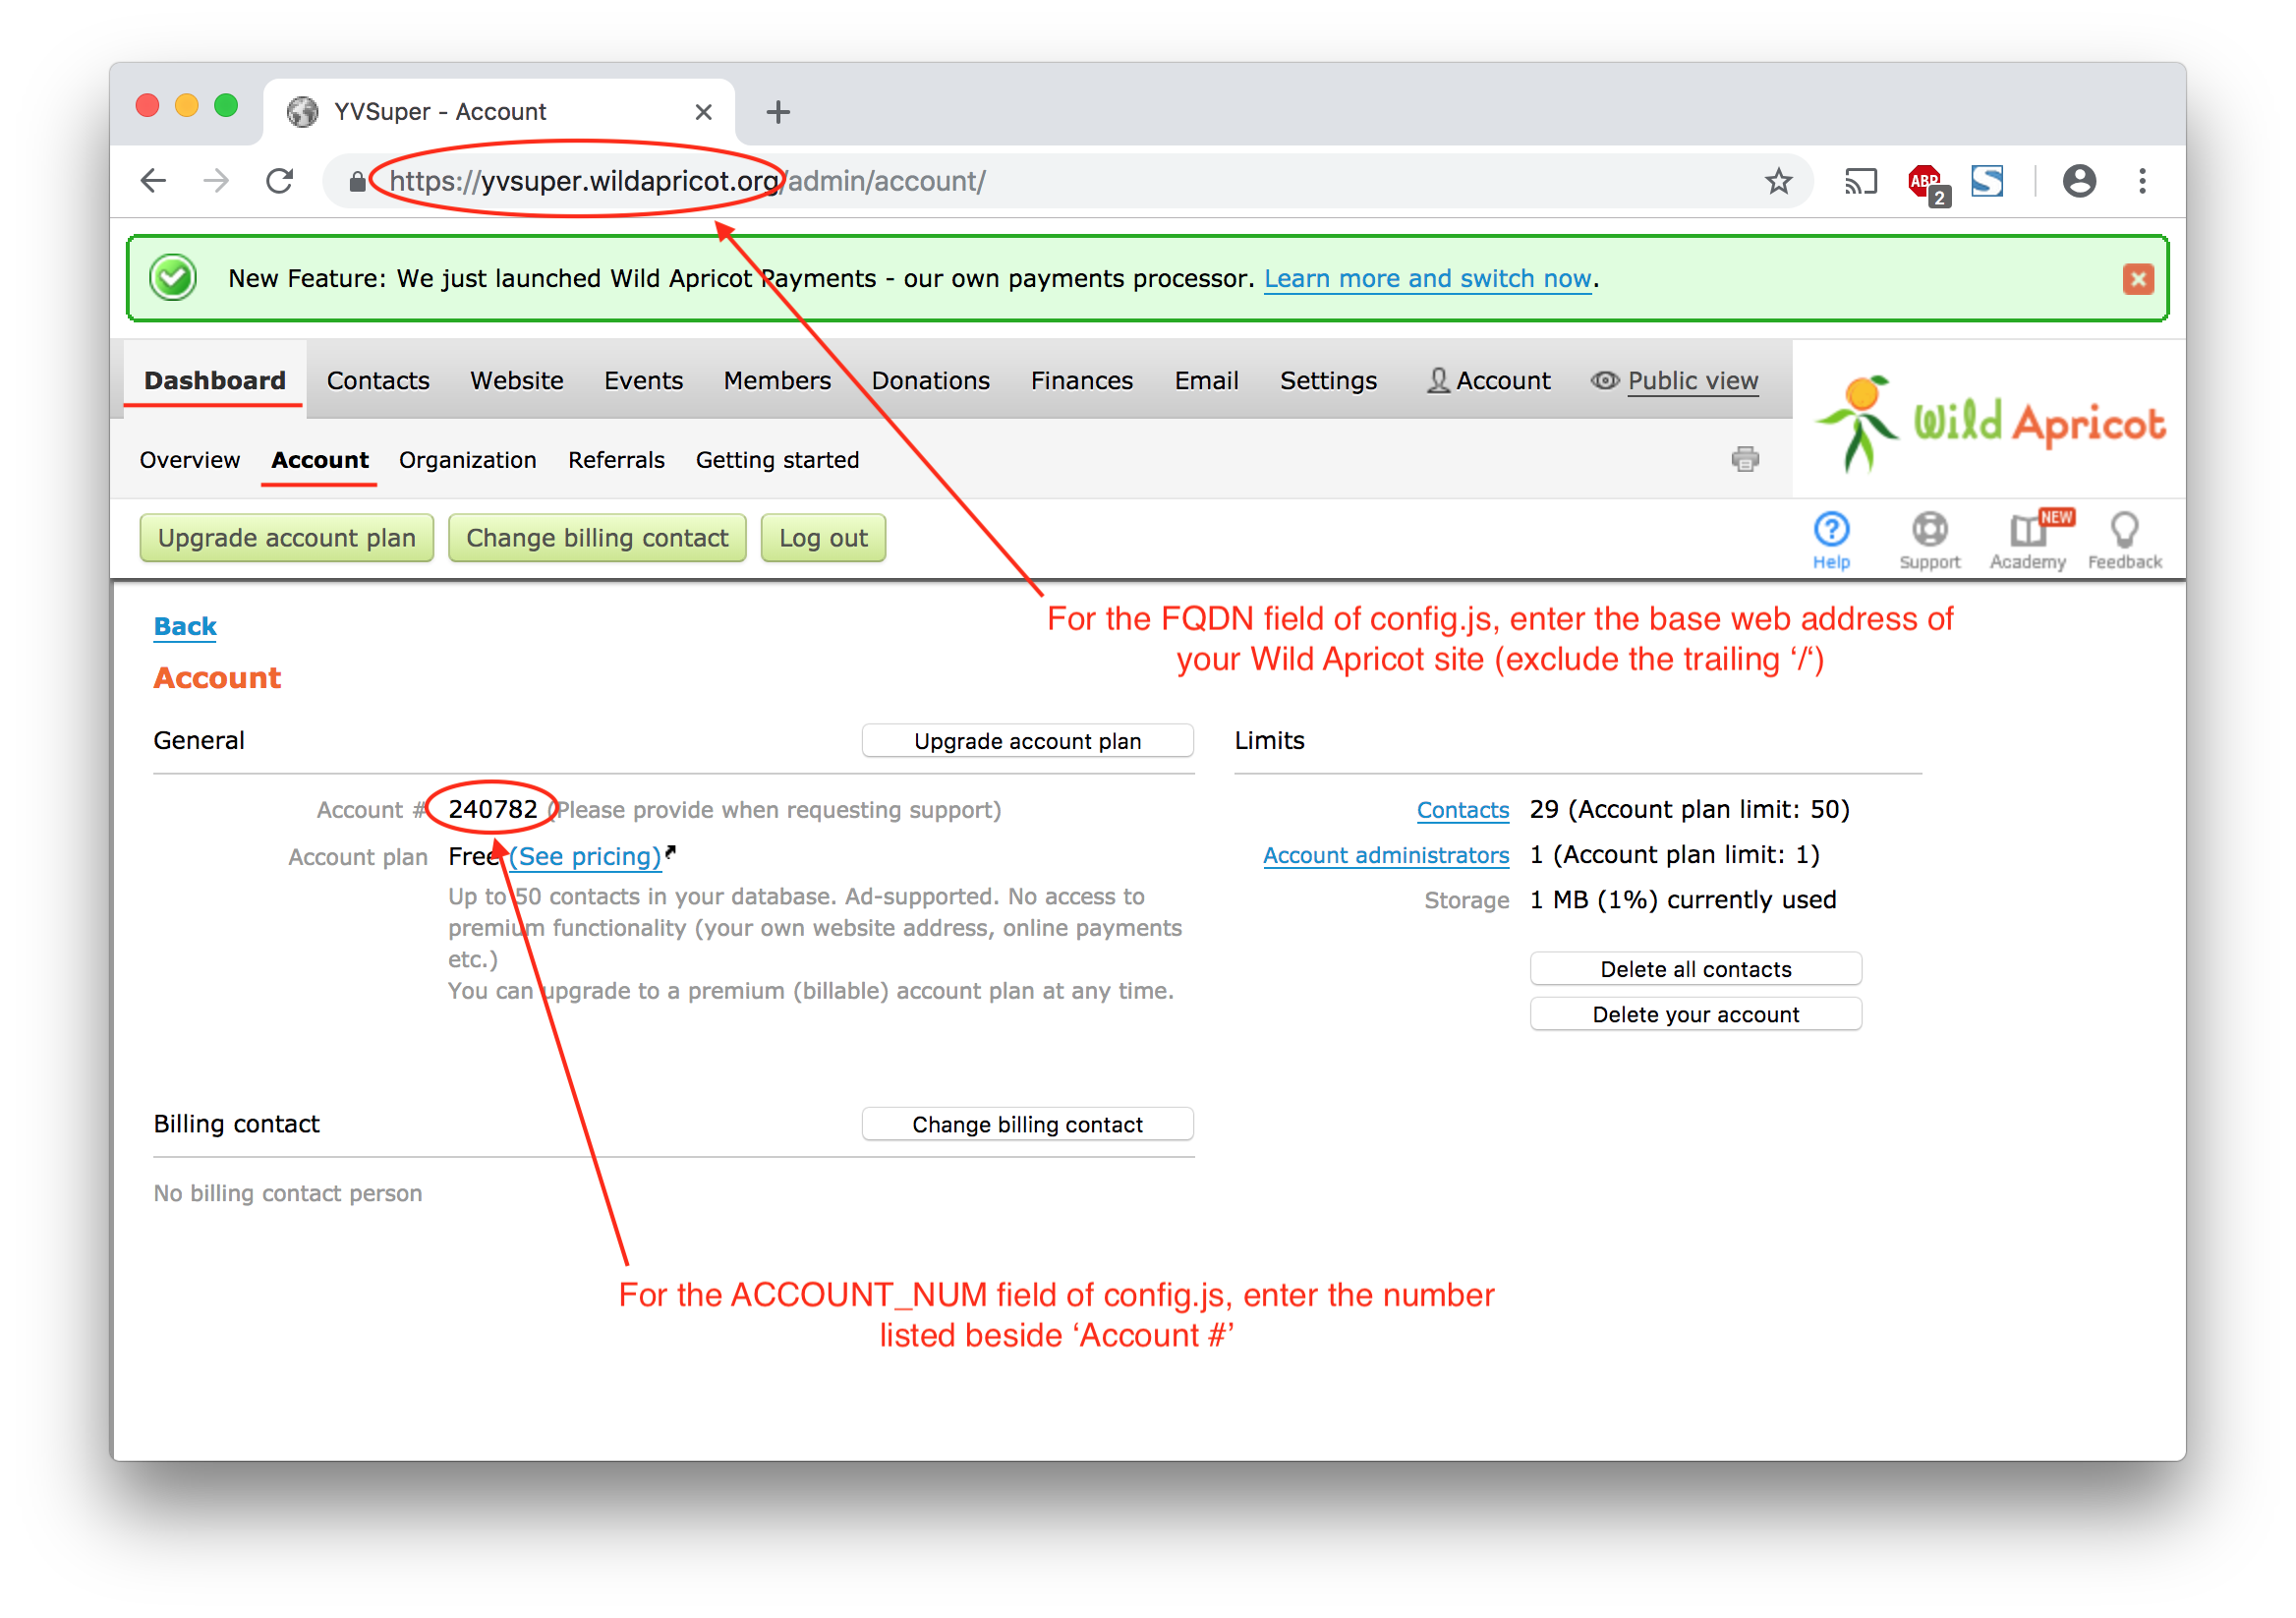 YVSuper - Account
https://yvsuper.wildapricot.org/admin/account/
ABP
2
S
New Feature: We just launched Wild Apricot Payments - our own payments processor. Learn more and switch now.
Dashboard Contacts Website Events Members Donations Finances Email Settings Account Public view
Wild Apricot
Overview Account Organization Referrals Getting started
Upgrade account plan Change billing contact Log out
NEW
Help Support Academy Feedback
Back
For the FQDN field of config.js, enter the base web address of
your Wild Apricot site (exclude the trailing ‘/‘)
Account
General Upgrade account plan Limits
Account # 240782 (Please provide when requesting support)
Contacts 29 (Account plan limit: 50)
Account plan Free (See pricing)
Account administrators 1 (Account plan limit: 1)
Up to 50 contacts in your database. Ad-supported. No access to
premium functionality (your own website address, online payments
etc.)
You can upgrade to a premium (billable) account plan at any time.
Storage 1 MB (1%) currently used
Delete all contacts
Delete your account
Billing contact Change billing contact
No billing contact person
For the ACCOUNT_NUM field of config.js, enter the number
listed beside ‘Account #’